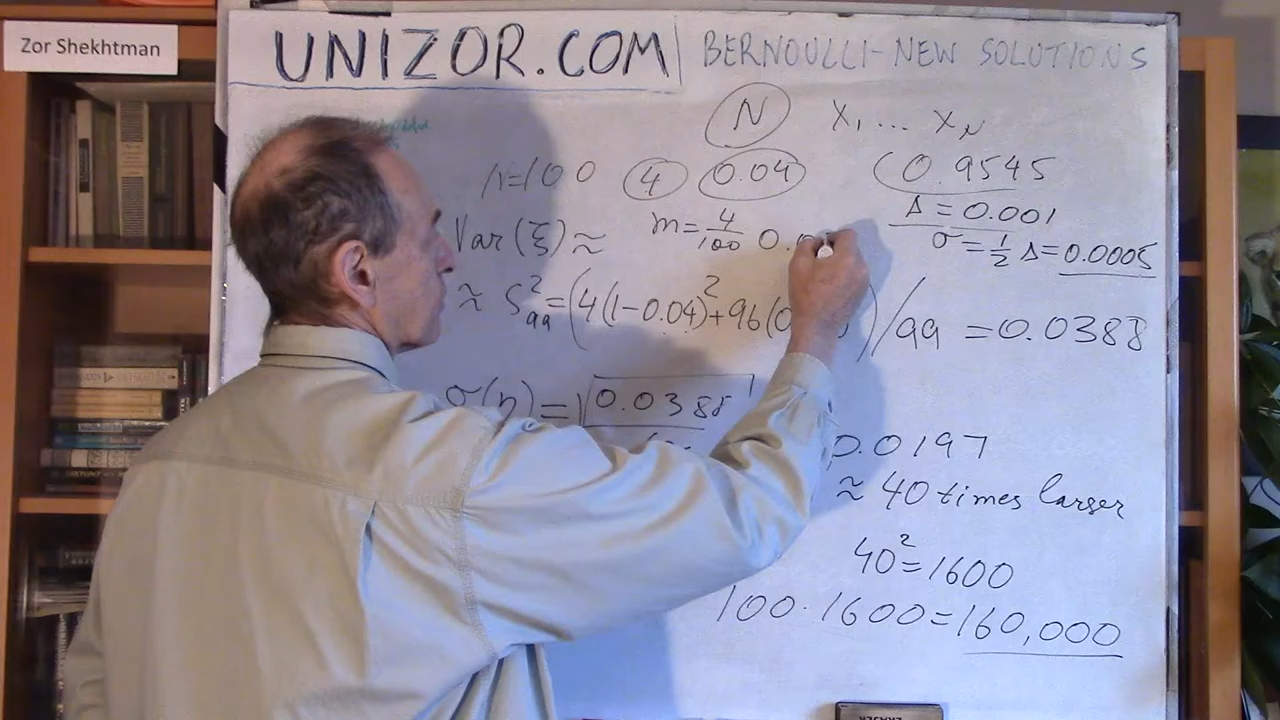 Zor Shekhtman
UNIZOR.COM | BERNOULLI-NEW SOLUTIONS
N X₁ ... X_N
N=100 4 0.04 0.9545
Δ = 0.001
Var(ξ) ≈ m = 4/100 0.0
σ = 1/2 Δ = 0.0005
≈ S²₉₉ = (4(1-0.04)² + 96(0 ) / 99 = 0.0388
σ(η) = √0.0388
0.0197
≈ 40 times larger
40² = 1600
100 · 1600 = 160,000
ERASER